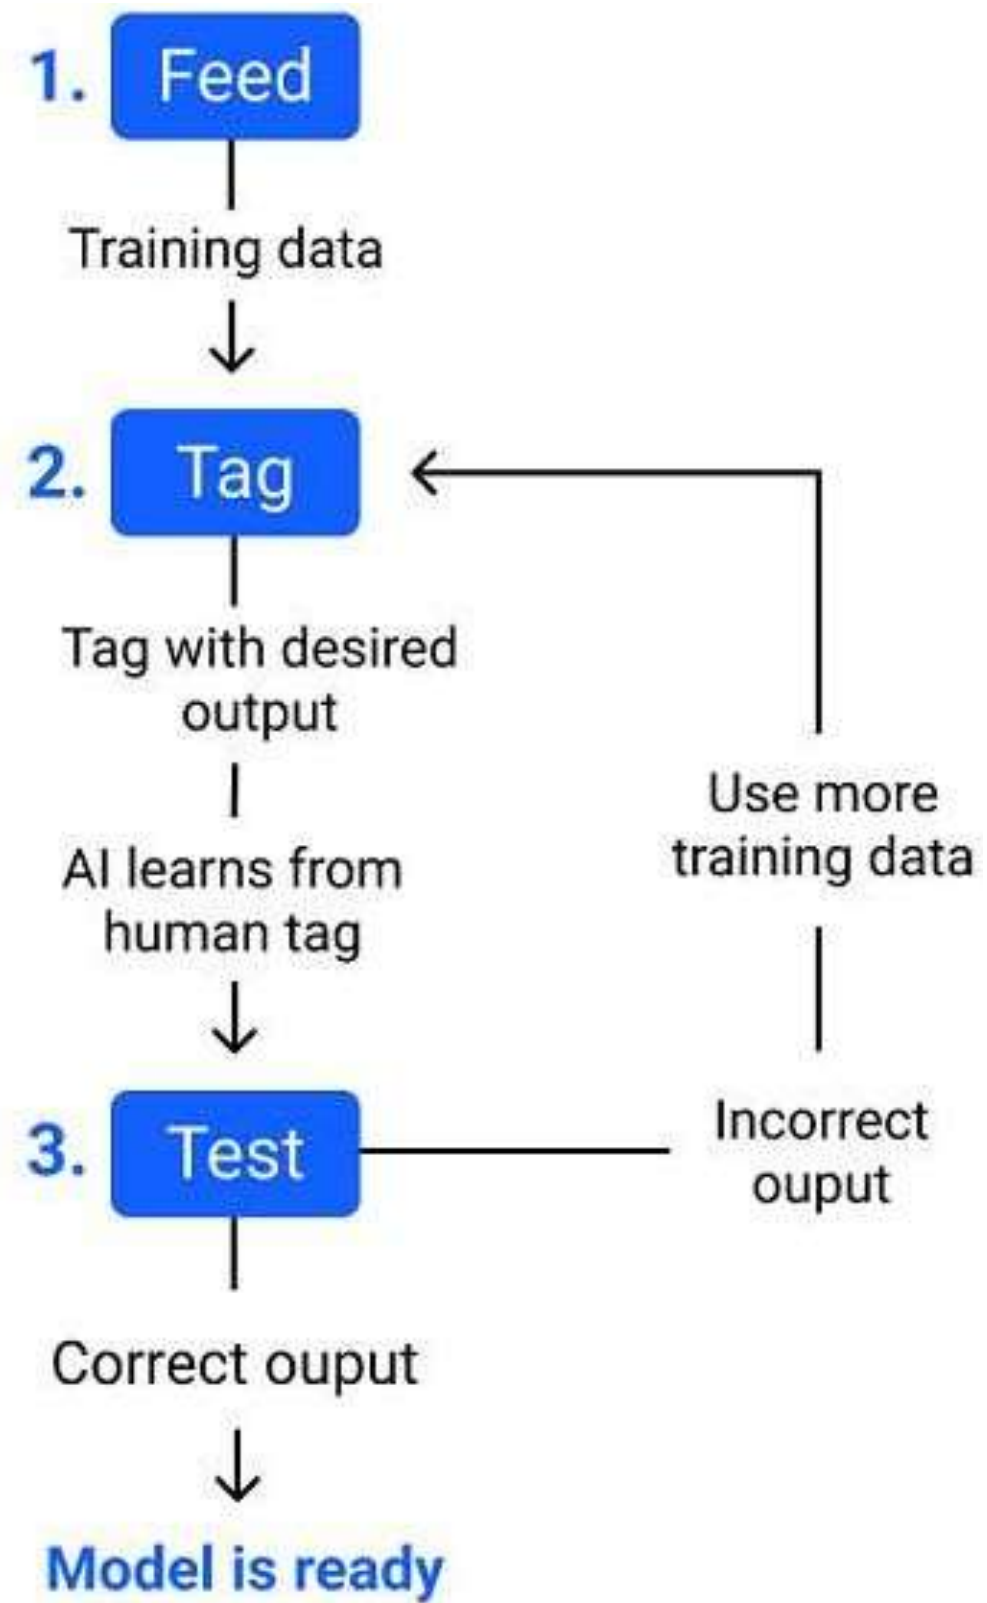 1. Feed
Training data
2. Tag
Tag with desired
output
AI learns from
human tag
Use more
training data
3. Test
Incorrect
ouput
Correct ouput
Model is ready